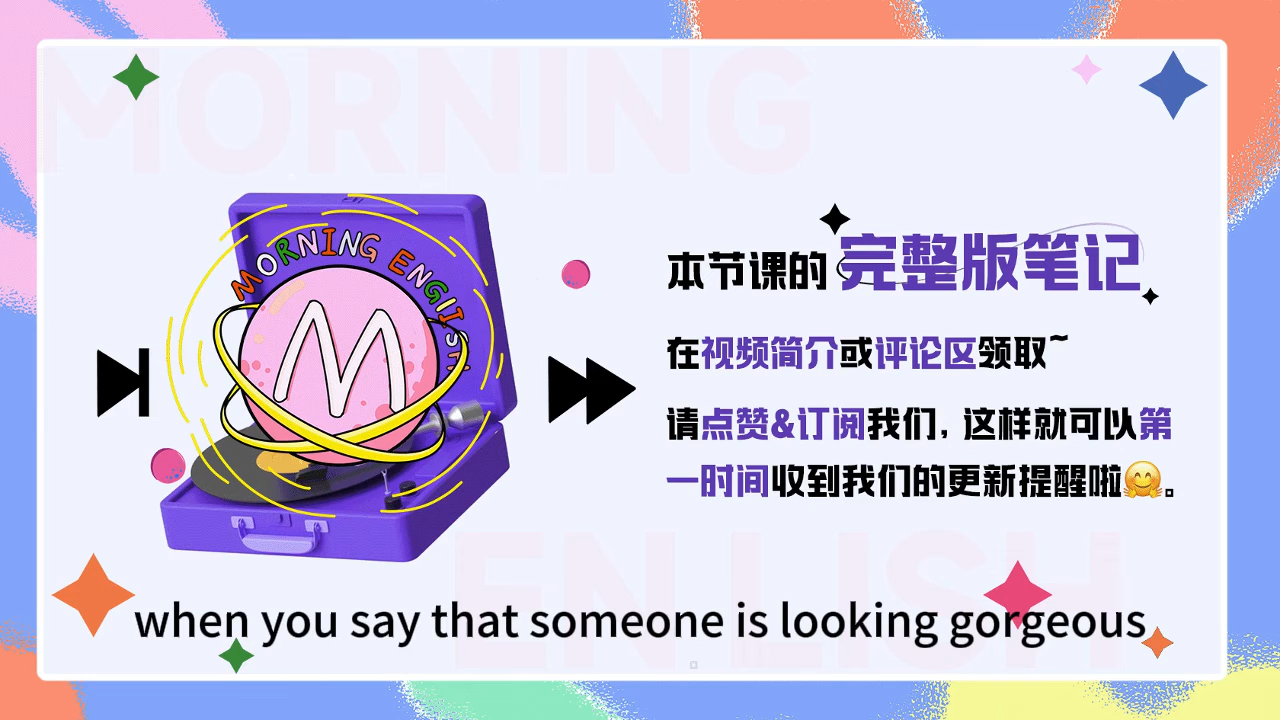 MORNING
MORNING ENGLISH
M
本节课的 完整版笔记
在视频简介或评论区领取~
请点赞&订阅我们, 这样就可以第
一时间收到我们的更新提醒啦🤗。
EN LISH
when you say that someone is looking gorgeous